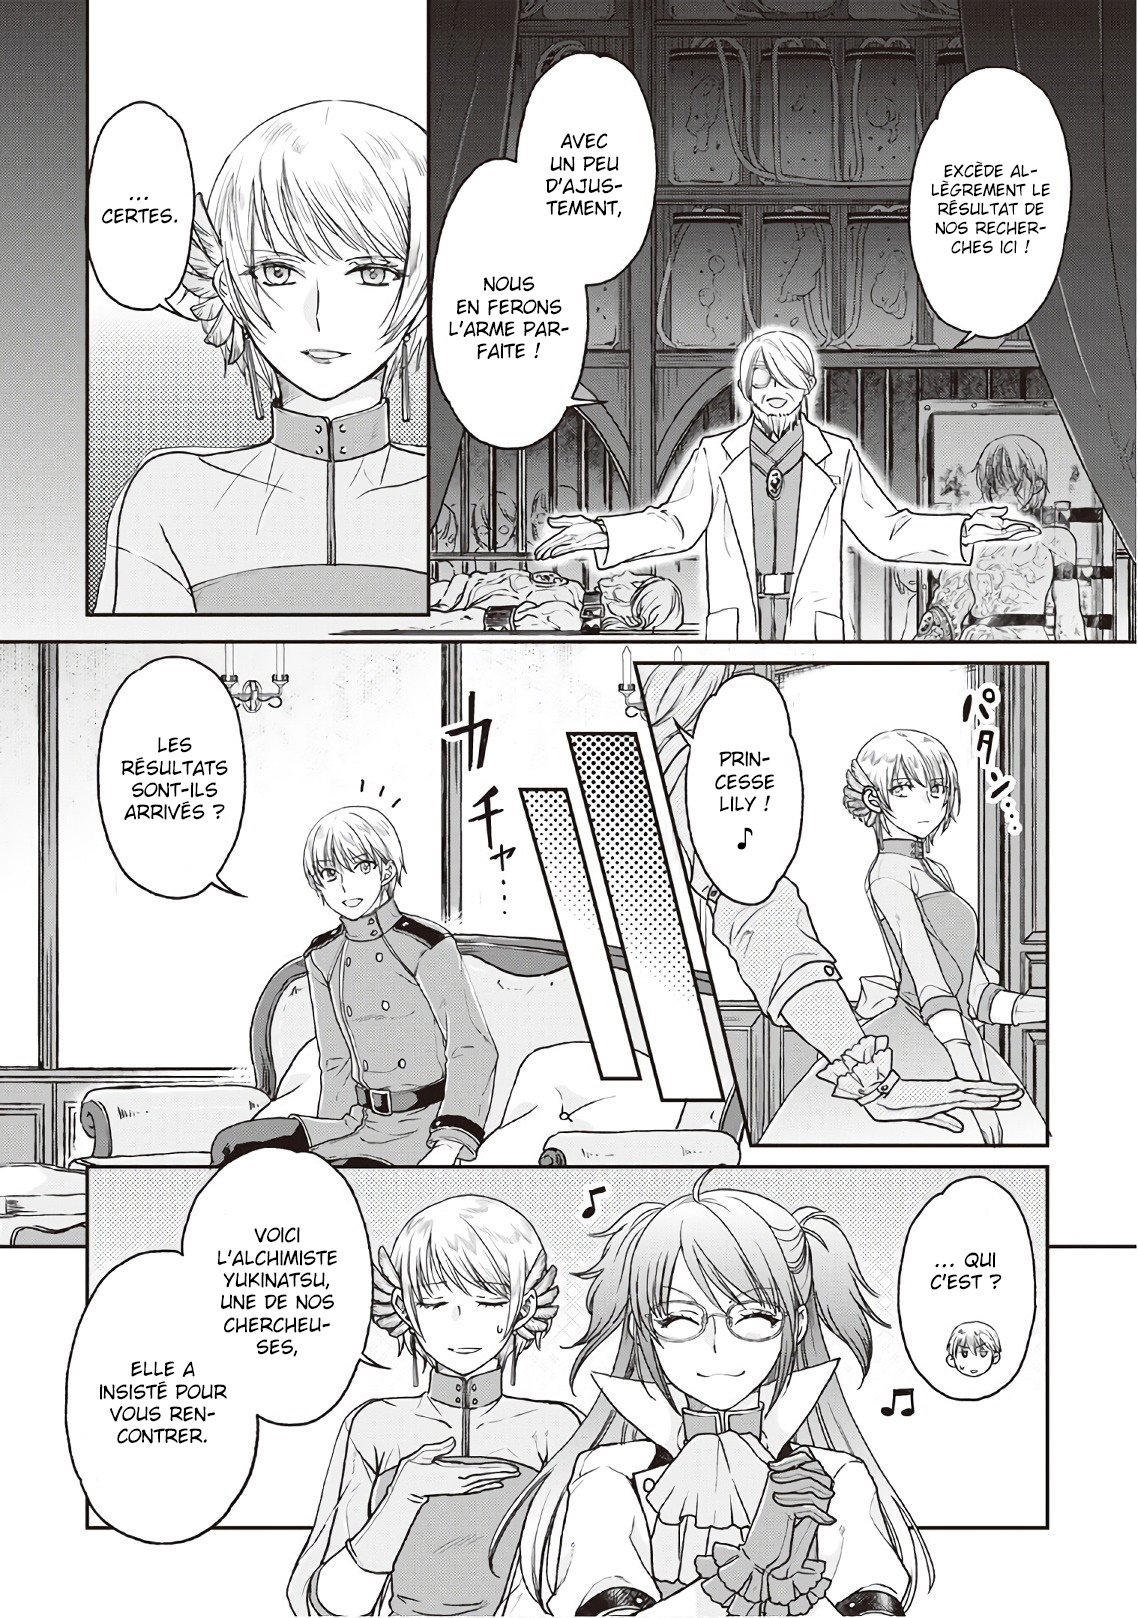 EXCÈDE AL-
LÈGREMENT LE
RÉSULTAT DE
NOS RECHER-
CHES ICI !
AVEC
UN PEU
D'AJUS-
TEMENT,
NOUS
EN FERONS
L'ARME PAR-
FAITE !
...
CERTES.
パタン...
PRIN-
CESSE
LILY !
♪
カチャ...
LES
RÉSULTATS
SONT-ILS
ARRIVÉS ?
... QUI
C'EST ?
VOICI
L'ALCHIMISTE
YUKINATSU,
UNE DE NOS
CHERCHEU-
SES,
ELLE A
INSISTÉ POUR
VOUS REN-
CONTRER.
♪
♫